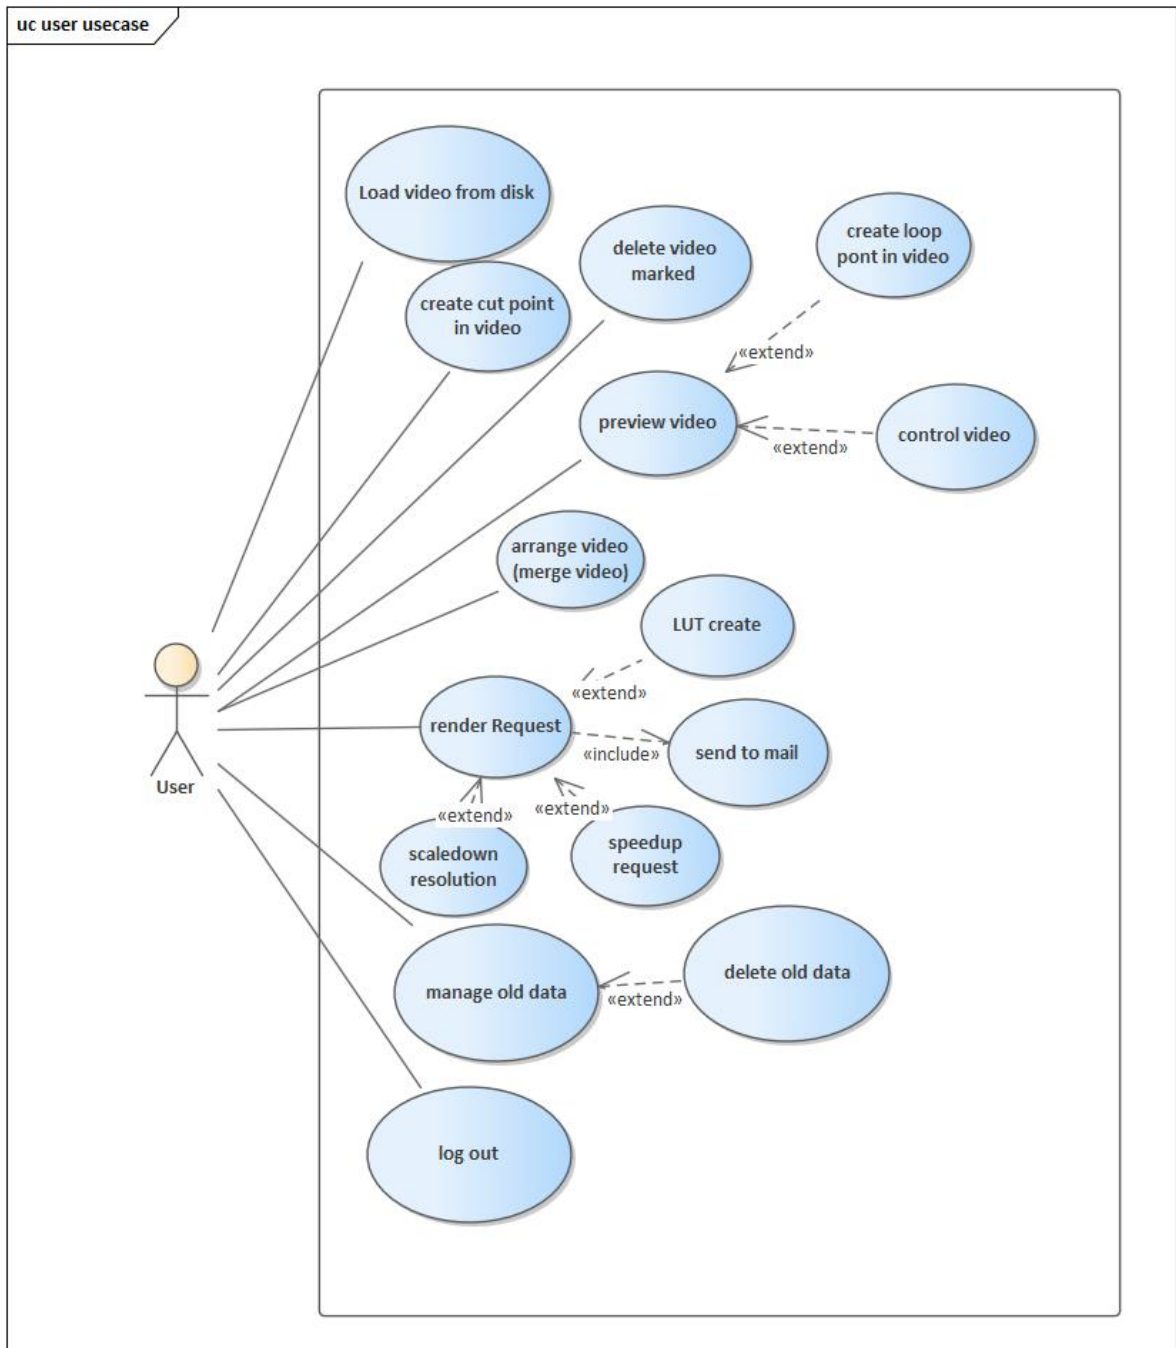 uc user usecase
Load video from disk
create cut point
in video
delete video
marked
create loop
pont in video
«extend»
preview video
«extend»
control video
arrange video
(merge video)
LUT create
«extend»
render Request
«include»
send to mail
User
«extend»
«extend»
scaledown
resolution
speedup
request
manage old data
«extend»
delete old data
log out